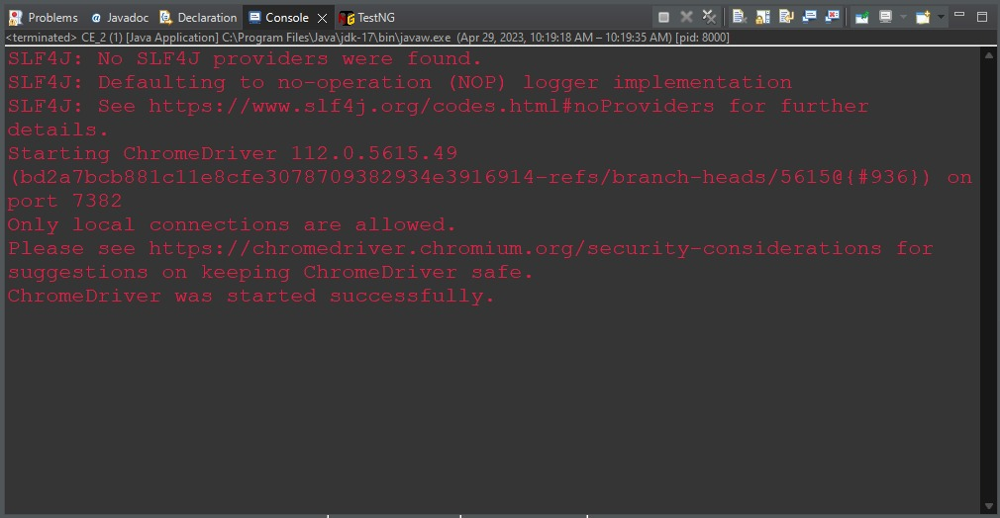 Problems Javadoc Declaration Console TestNG
<terminated> CE_2 (1) [Java Application] C:\Program Files\Java\jdk-17\bin\javaw.exe (Apr 29, 2023, 10:19:18 AM – 10:19:35 AM) [pid: 8000]
SLF4J: No SLF4J providers were found.
SLF4J: Defaulting to no-operation (NOP) logger implementation
SLF4J: See https://www.slf4j.org/codes.html#noProviders for further
details.
Starting ChromeDriver 112.0.5615.49
(bd2a7bcb881c11e8cfe3078709382934e3916914-refs/branch-heads/5615@{#936}) on
port 7382
Only local connections are allowed.
Please see https://chromedriver.chromium.org/security-considerations for
suggestions on keeping ChromeDriver safe.
ChromeDriver was started successfully.